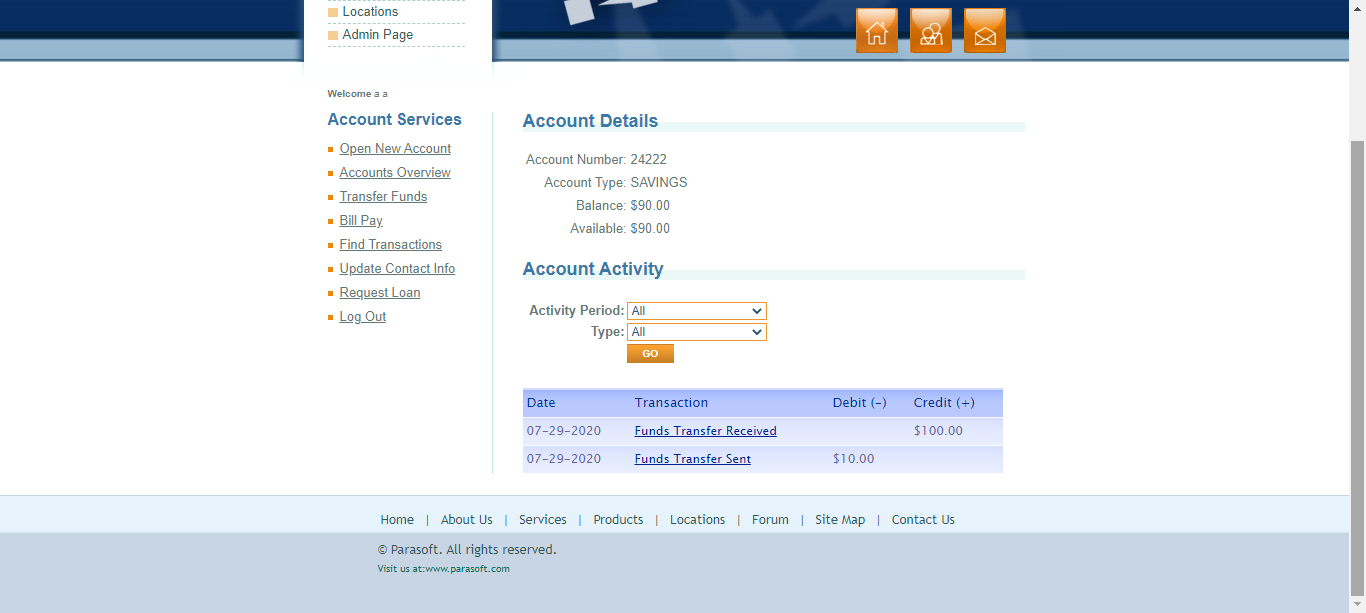 Locations
Admin Page
Welcome a a
Account Services
Open New Account
Accounts Overview
Transfer Funds
Bill Pay
Find Transactions
Update Contact Info
Request Loan
Log Out
Account Details
Account Number: 24222
Account Type: SAVINGS
Balance: $90.00
Available: $90.00
Account Activity
Activity Period: All
Type: All
GO
Date Transaction Debit (-) Credit (+)
07-29-2020 Funds Transfer Received $100.00
07-29-2020 Funds Transfer Sent $10.00
Home | About Us | Services | Products | Locations | Forum | Site Map | Contact Us
© Parasoft. All rights reserved.
Visit us at:www.parasoft.com